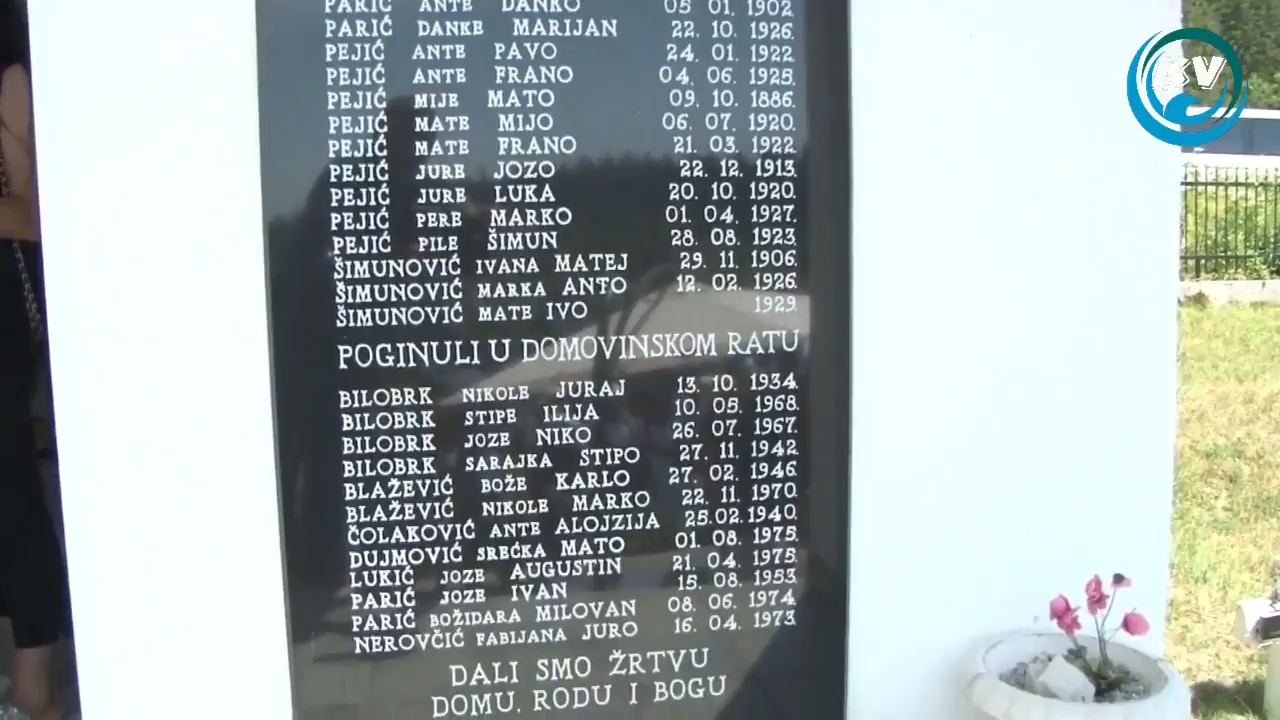 PARIĆ ANTE DANKO 05. 01. 1902.
PARIĆ DANKE MARIJAN 22. 10. 1926.
PEJIĆ ANTE PAVO 24. 01. 1922.
PEJIĆ ANTE FRANO 04. 06. 1925.
PEJIĆ MIJE MATO 09. 10. 1886.
PEJIĆ MATE MIJO 06. 07. 1920.
PEJIĆ MATE FRANO 21. 03. 1922.
PEJIĆ JURE JOZO 22. 12. 1913.
PEJIĆ JURE LUKA 20. 10. 1920.
PEJIĆ PERE MARKO 01. 04. 1927.
PEJIĆ PILE ŠIMUN 28. 08. 1923.
ŠIMUNOVIĆ IVANA MATEJ 29. 11. 1906.
ŠIMUNOVIĆ MARKA ANTO 12. 02. 1926.
ŠIMUNOVIĆ MATE IVO 1929.
POGINULI U DOMOVINSKOM RATU
BILOBRK NIKOLE JURAJ 13. 10. 1934.
BILOBRK STIPE ILIJA 10. 05. 1968.
BILOBRK JOZE NIKO 26. 07. 1967.
BILOBRK SARAJKA STIPO 27. 11. 1942.
BLAŽEVIĆ BOŽE KARLO 27. 02. 1946.
BLAŽEVIĆ NIKOLE MARKO 22. 11. 1970.
ČOLAKOVIĆ ANTE ALOJZIJA 25.02.1940.
DUJMOVIĆ SREĆKA MATO 01. 08. 1975.
LUKIĆ JOZE AUGUSTIN 21. 04. 1975.
PARIĆ JOZE IVAN 15. 08. 1953.
PARIĆ BOŽIDARA MILOVAN 08. 06. 1974.
NEROVČIĆ FABIJANA JURO 16. 04. 1973.
DALI SMO ŽRTVU
DOMU, RODU I BOGU
KV